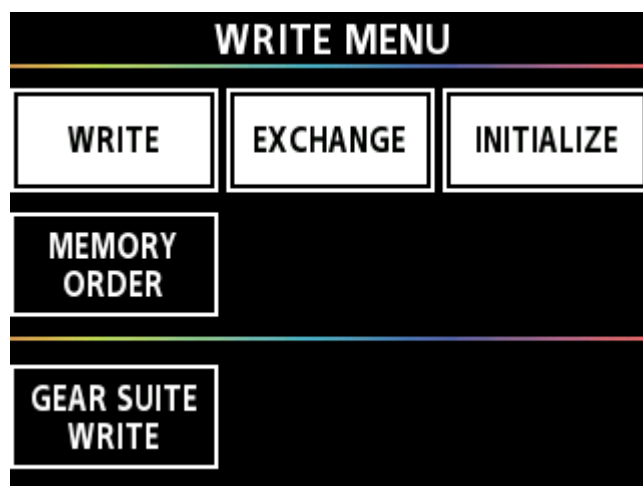 WRITE MENU
WRITE
EXCHANGE
INITIALIZE
MEMORY
ORDER
GEAR SUITE
WRITE